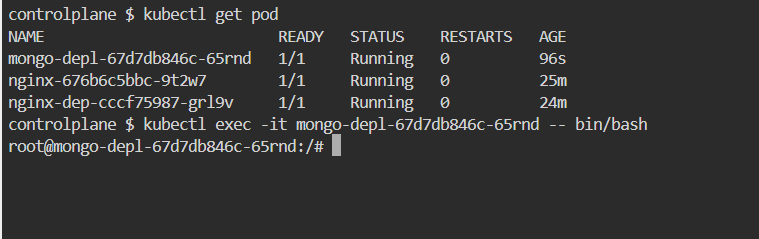 controlplane $ kubectl get pod
NAME READY STATUS RESTARTS AGE
mongo-depl-67d7db846c-65rnd 1/1 Running 0 96s
nginx-676b6c5bbc-9t2w7 1/1 Running 0 25m
nginx-dep-cccf75987-grl9v 1/1 Running 0 24m
controlplane $ kubectl exec -it mongo-depl-67d7db846c-65rnd -- bin/bash
root@mongo-depl-67d7db846c-65rnd:/#